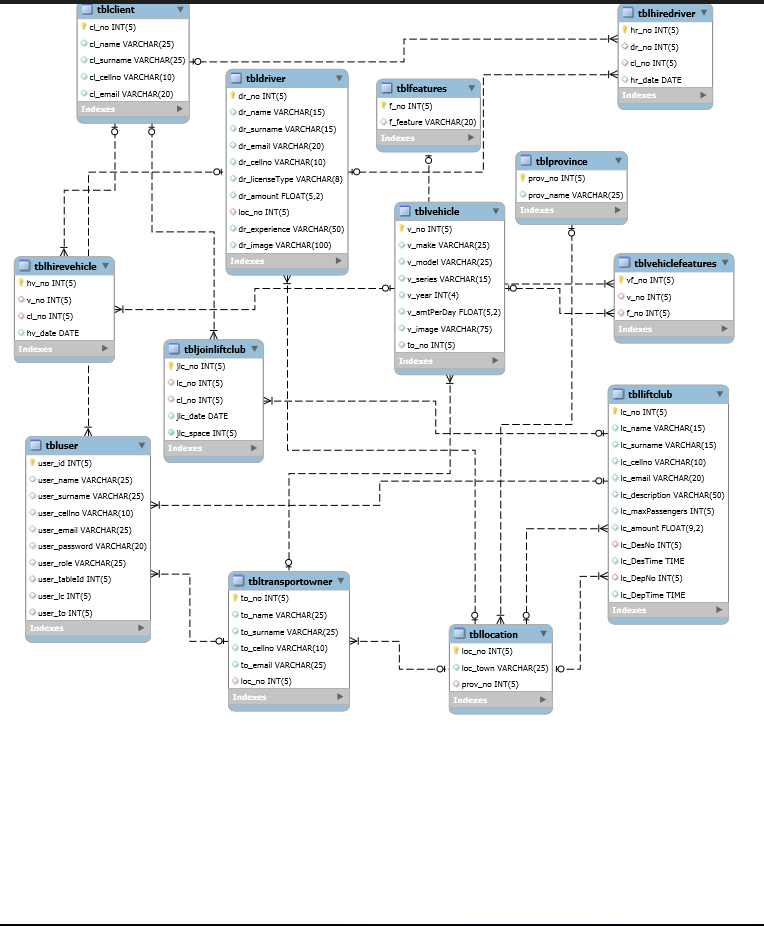 tblclient
cl_no INT(5)
cl_name VARCHAR(25)
cl_surname VARCHAR(25)
cl_cellno VARCHAR(10)
cl_email VARCHAR(20)
Indexes
tblhiredriver
hr_no INT(5)
dr_no INT(5)
cl_no INT(5)
hr_date DATE
Indexes
tbldriver
dr_no INT(5)
dr_name VARCHAR(15)
dr_surname VARCHAR(15)
dr_email VARCHAR(20)
dr_cellno VARCHAR(10)
dr_licenseType VARCHAR(8)
dr_amount FLOAT(5,2)
loc_no INT(5)
dr_experience VARCHAR(50)
dr_image VARCHAR(100)
Indexes
tblfeatures
f_no INT(5)
f_feature VARCHAR(20)
Indexes
tblprovince
prov_no INT(5)
prov_name VARCHAR(25)
Indexes
tblvehicle
v_no INT(5)
v_make VARCHAR(25)
v_model VARCHAR(25)
v_series VARCHAR(15)
v_year INT(4)
v_amtPerDay FLOAT(5,2)
v_image VARCHAR(75)
to_no INT(5)
Indexes
tblhirevehicle
hv_no INT(5)
v_no INT(5)
cl_no INT(5)
hv_date DATE
Indexes
tblvehiclefeatures
vf_no INT(5)
v_no INT(5)
f_no INT(5)
Indexes
tbljoinliftclub
jlc_no INT(5)
lc_no INT(5)
cl_no INT(5)
jlc_date DATE
jlc_space INT(5)
Indexes
tblliftclub
lc_no INT(5)
lc_name VARCHAR(15)
lc_surname VARCHAR(15)
lc_cellno VARCHAR(10)
lc_email VARCHAR(20)
lc_description VARCHAR(50)
lc_maxPassengers INT(5)
lc_amount FLOAT(9,2)
lc_DesNo INT(5)
lc_DesTime TIME
lc_DepNo INT(5)
lc_DepTime TIME
Indexes
tbluser
user_id INT(5)
user_name VARCHAR(25)
user_surname VARCHAR(25)
user_cellno VARCHAR(10)
user_email VARCHAR(25)
user_password VARCHAR(20)
user_role VARCHAR(25)
user_tableId INT(5)
user_lc INT(5)
user_to INT(5)
Indexes
tbltransportowner
to_no INT(5)
to_name VARCHAR(25)
to_surname VARCHAR(25)
to_cellno VARCHAR(10)
to_email VARCHAR(25)
loc_no INT(5)
Indexes
tbllocation
loc_no INT(5)
loc_town VARCHAR(25)
prov_no INT(5)
Indexes